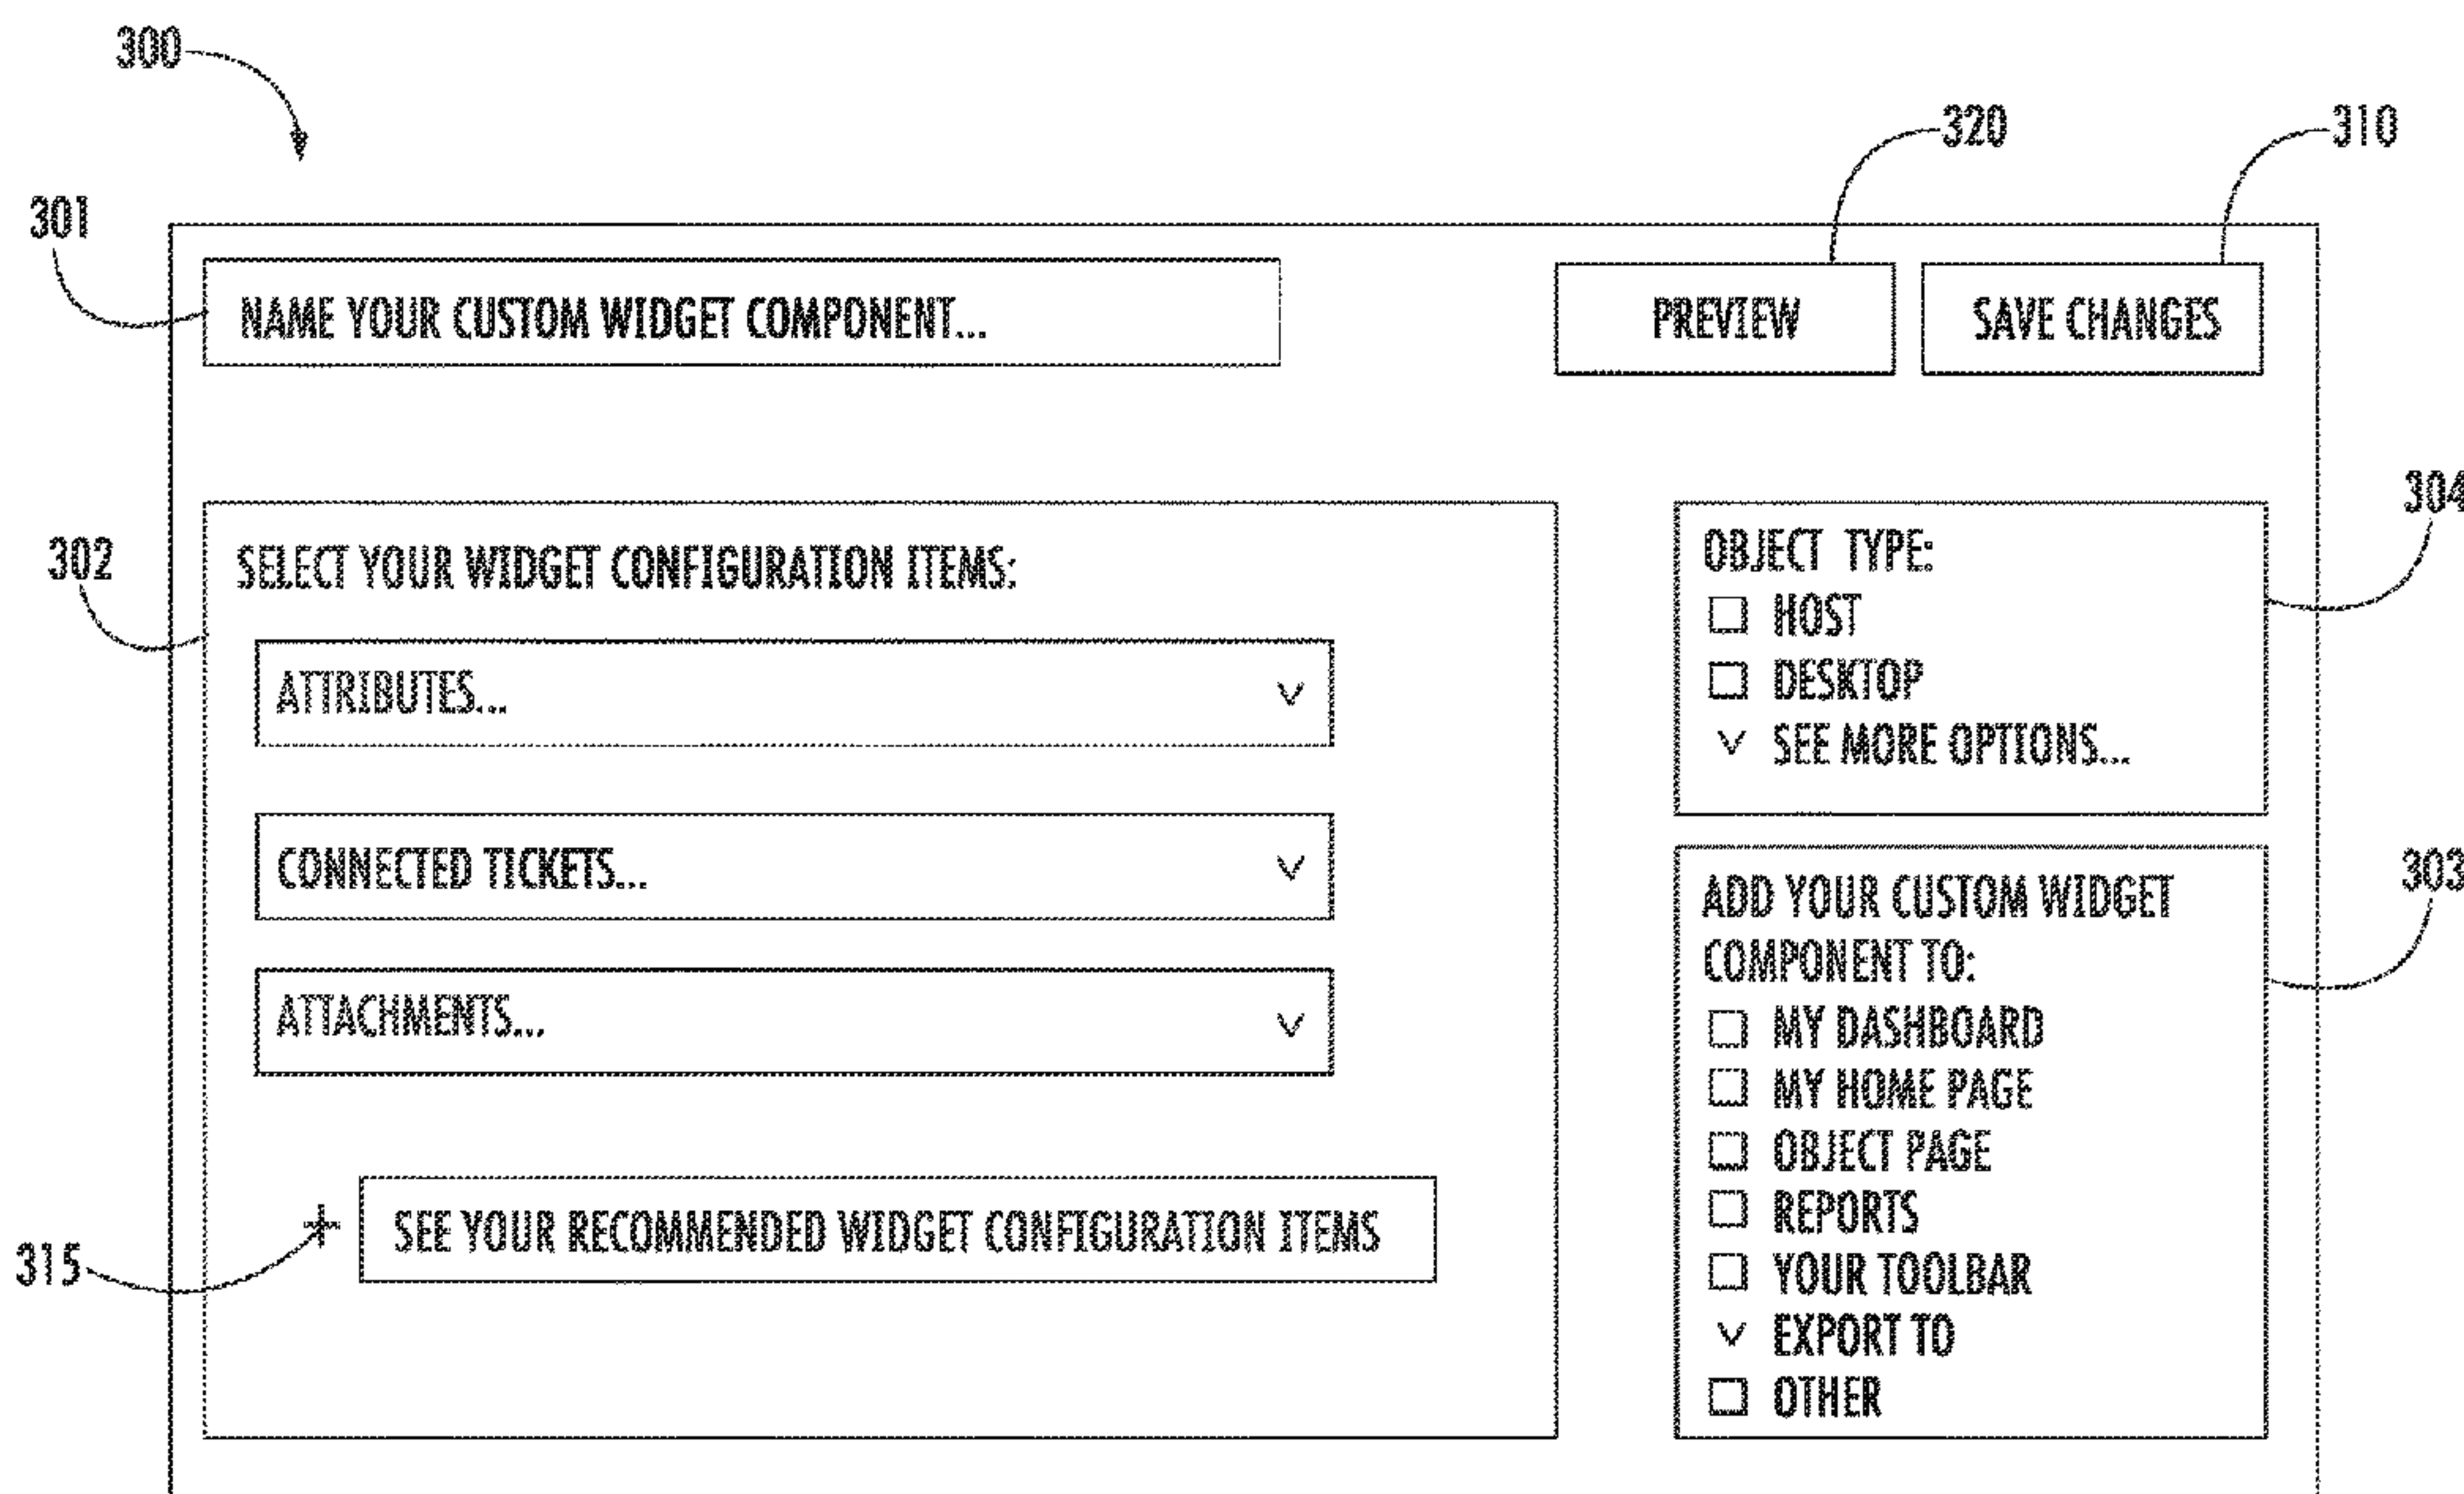 300
320
310
301
NAME YOUR CUSTOM WIDGET COMPONENT...
PREVIEW
SAVE CHANGES
302
SELECT YOUR WIDGET CONFIGURATION ITEMS:
ATTRIBUTES...
CONNECTED TICKETS...
ATTACHMENTS...
315
SEE YOUR RECOMMENDED WIDGET CONFIGURATION ITEMS
304
OBJECT TYPE:
HOST
DESKTOP
SEE MORE OPTIONS...
303
ADD YOUR CUSTOM WIDGET
COMPONENT TO:
MY DASHBOARD
MY HOME PAGE
OBJECT PAGE
REPORTS
YOUR TOOLBAR
EXPORT TO
OTHER